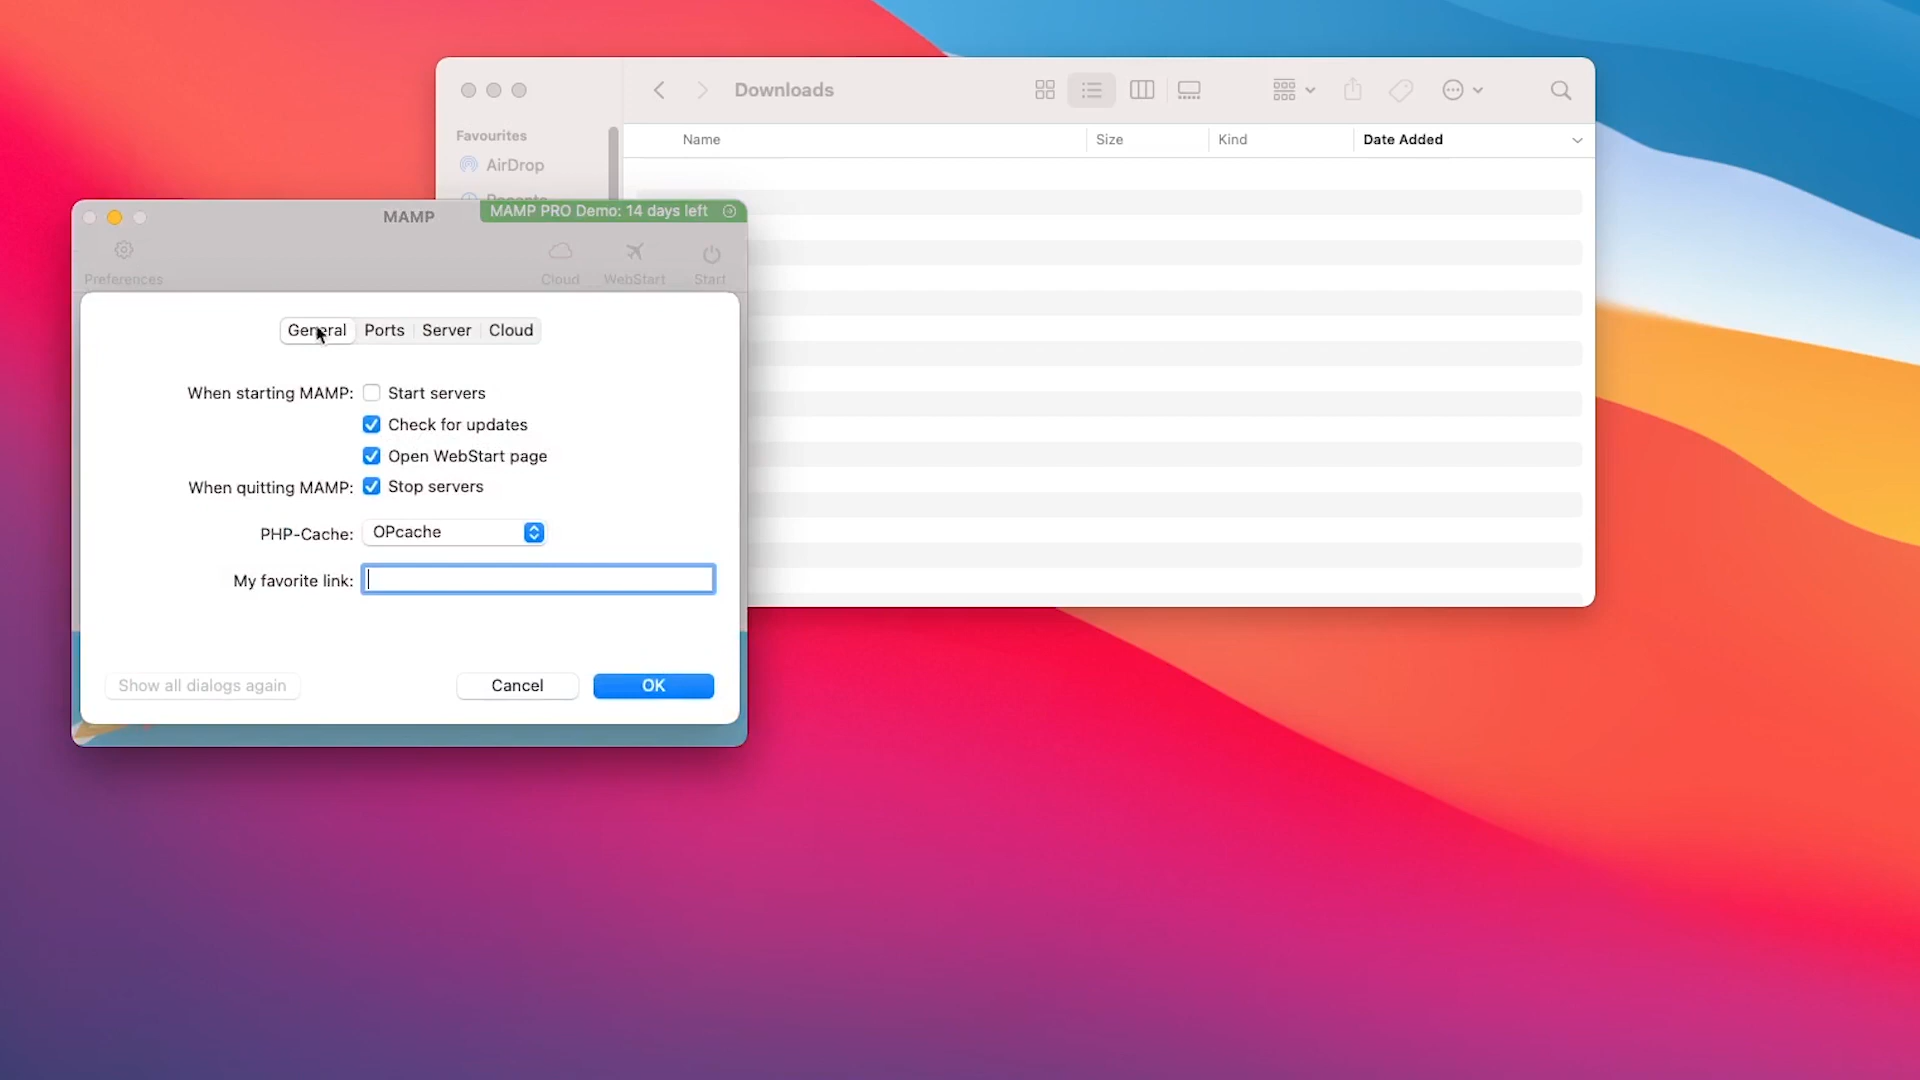 Downloads
Favourites
AirDrop
Recents
Name
Size
Kind
Date Added
MAMP
MAMP PRO Demo: 14 days left
Preferences
Cloud
WebStart
Start
General
Ports
Server
Cloud
When starting MAMP:
Start servers
Check for updates
Open WebStart page
When quitting MAMP:
Stop servers
PHP-Cache:
OPcache
My favorite link:
Show all dialogs again
Cancel
OK